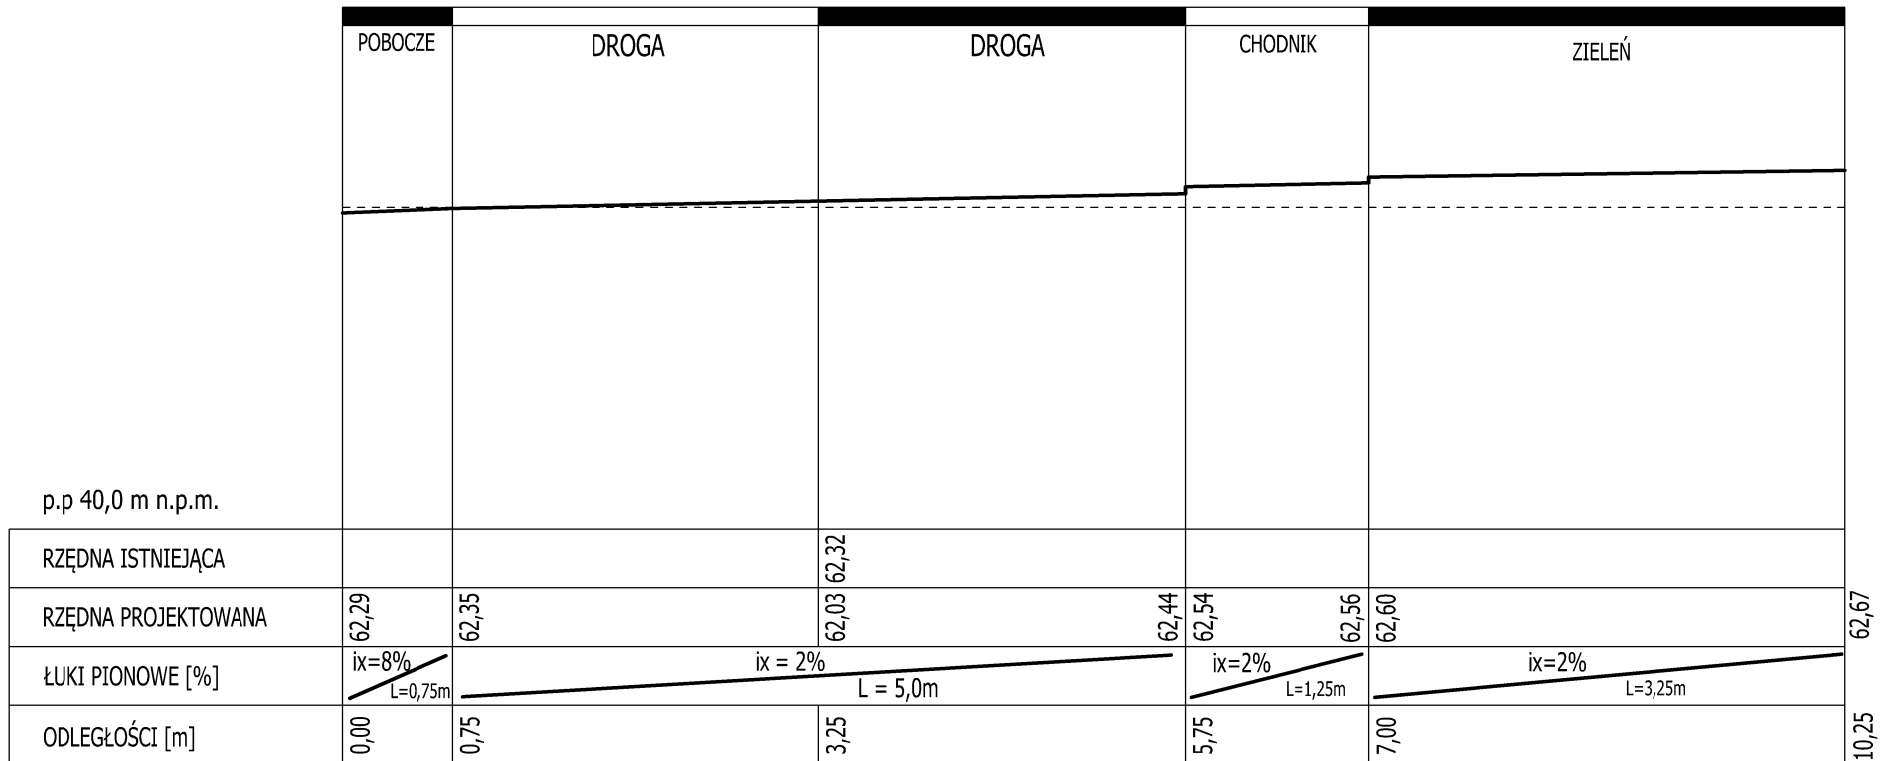 POBOCZE DROGA DROGA CHODNIK ZIELEŃ
p.p 40,0 m n.p.m.
RZĘDNA ISTNIEJĄCA 62,32
RZĘDNA PROJEKTOWANA 62,29 62,35 62,03 62,44 62,54 62,56 62,60 62,67
ŁUKI PIONOWE [%] ix=8% L=0,75m ix = 2% L = 5,0m ix=2% L=1,25m ix=2% L=3,25m
ODLEGŁOŚCI [m] 0,00 0,75 3,25 5,75 7,00 10,25